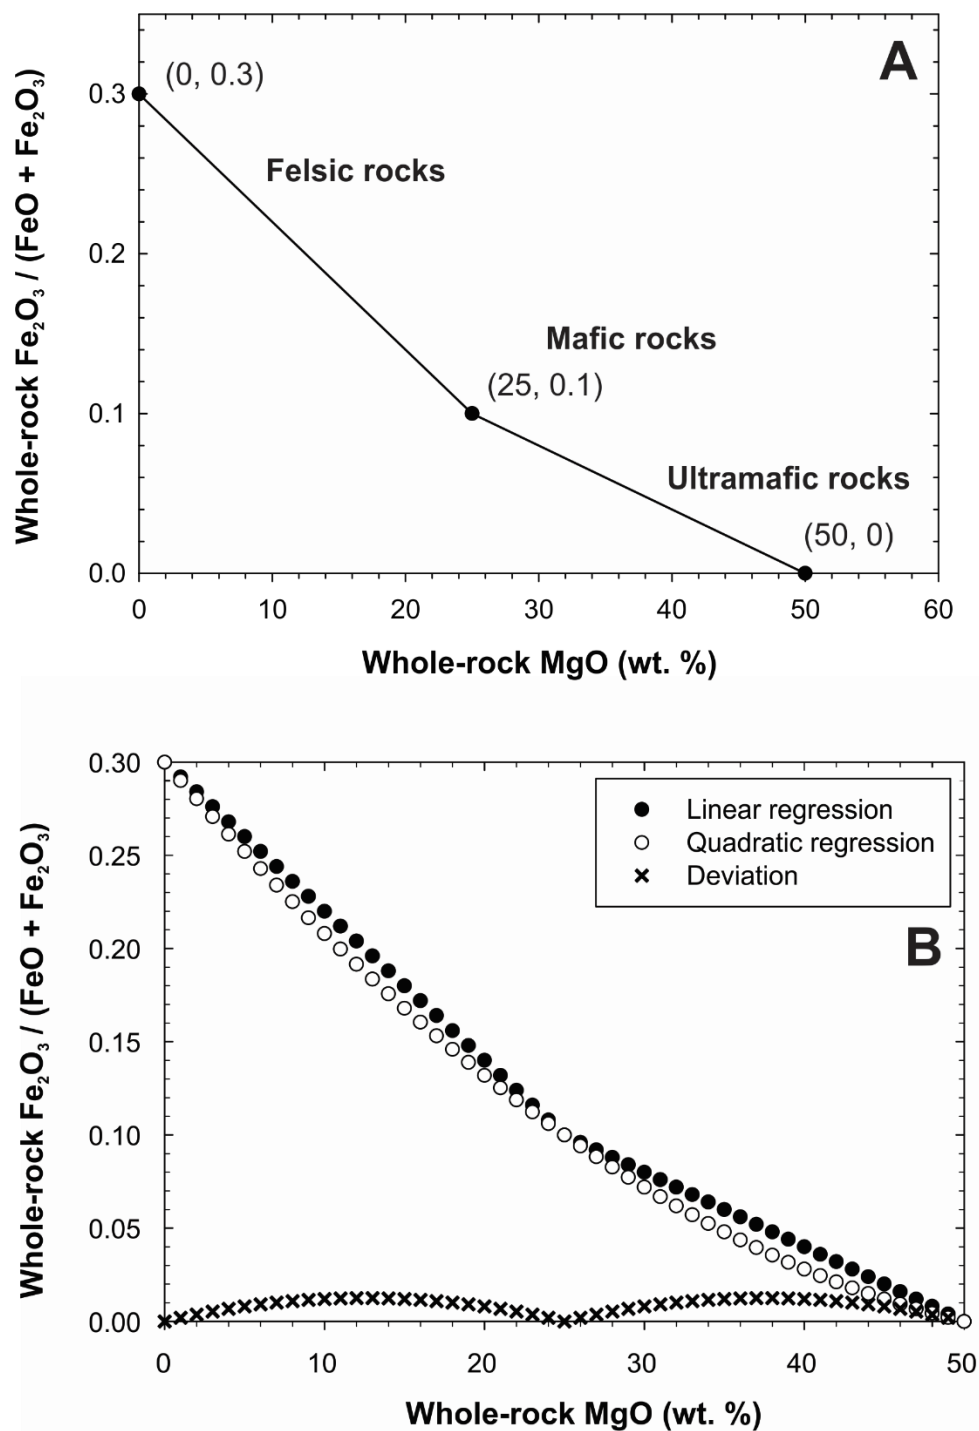 A
(0, 0.3)
Felsic rocks
Mafic rocks
(25, 0.1)
Ultramafic rocks
(50, 0)
0.3
0.2
0.1
0.0
0 10 20 30 40 50 60
Whole-rock Fe₂O₃ / (FeO + Fe₂O₃)
Whole-rock MgO (wt. %)
Linear regression
Quadratic regression
Deviation
B
0.30
0.25
0.20
0.15
0.10
0.05
0.00
0 10 20 30 40 50
Whole-rock Fe₂O₃ / (FeO + Fe₂O₃)
Whole-rock MgO (wt. %)